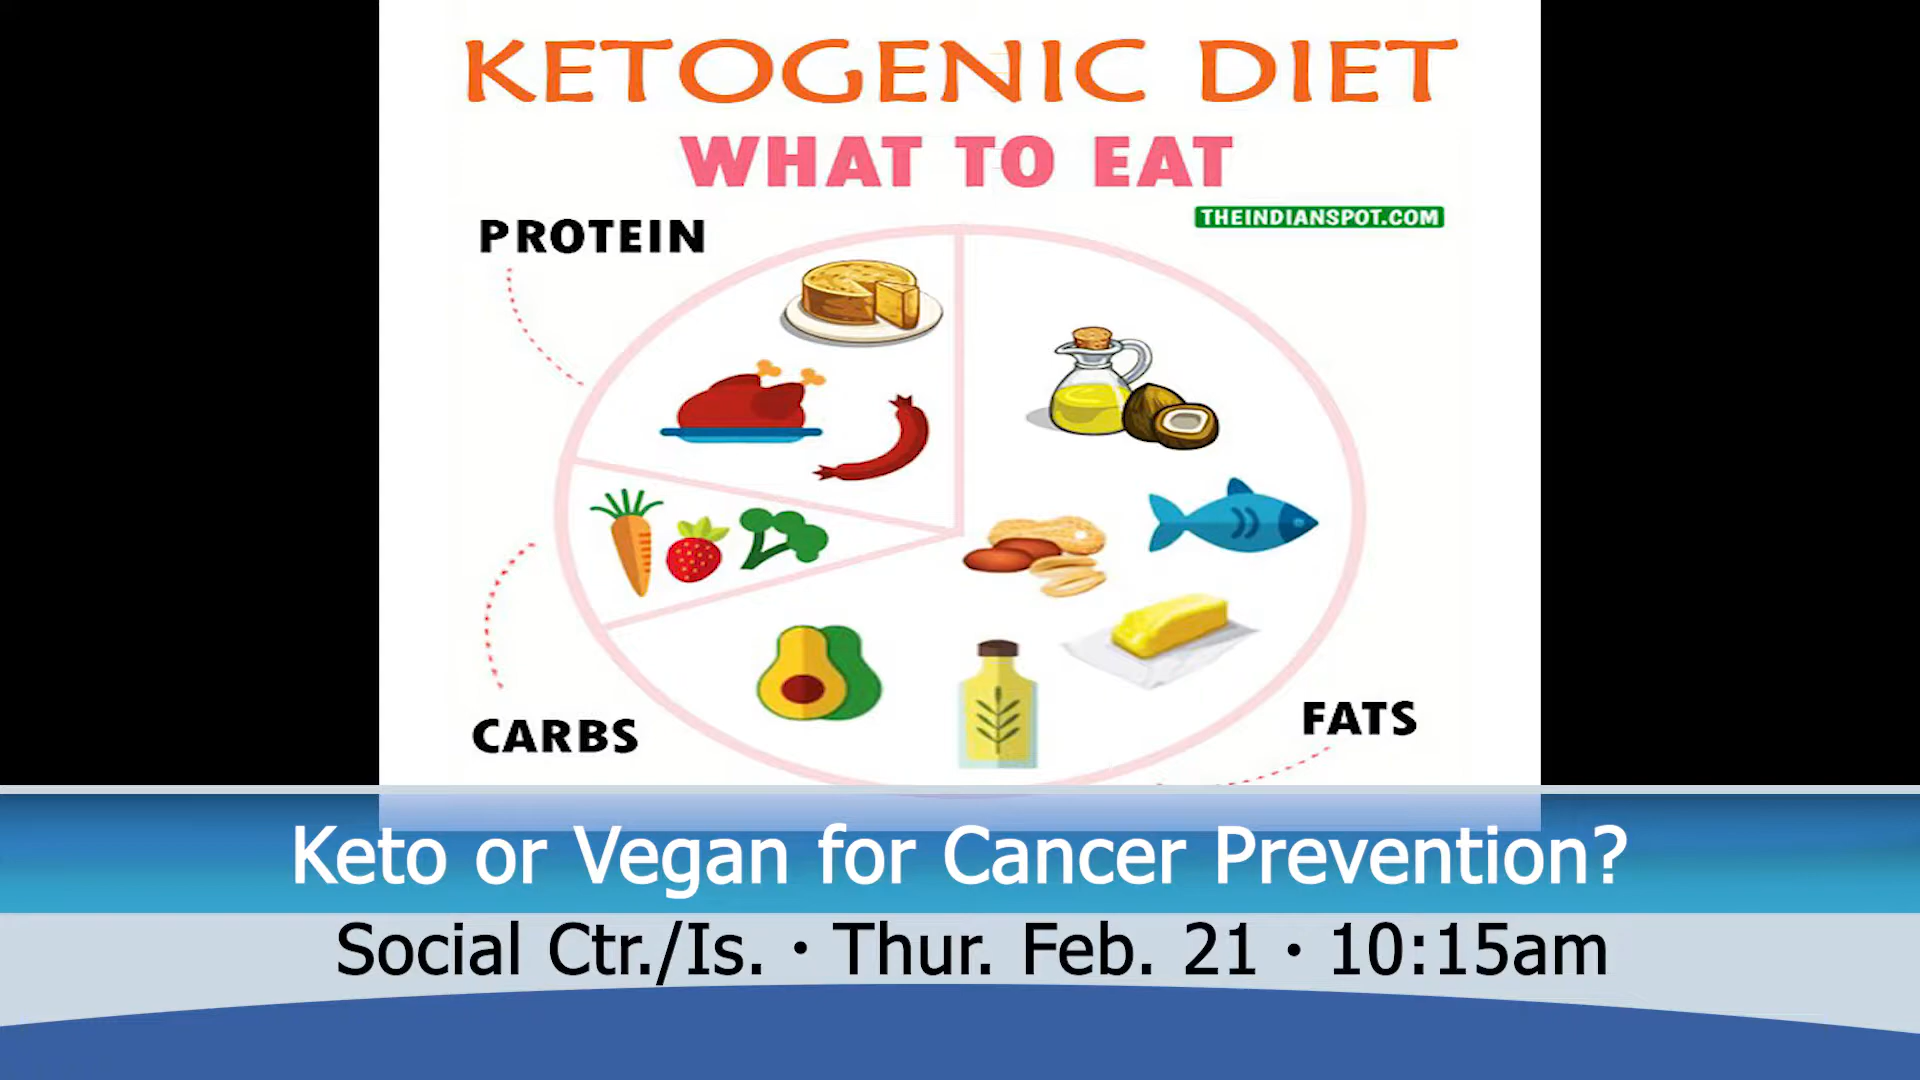 KETOGENIC DIET
WHAT TO EAT
THEINDIANSPOT.COM
PROTEIN
CARBS
FATS
Keto or Vegan for Cancer Prevention?
Social Ctr./Is. • Thur. Feb. 21 • 10:15am